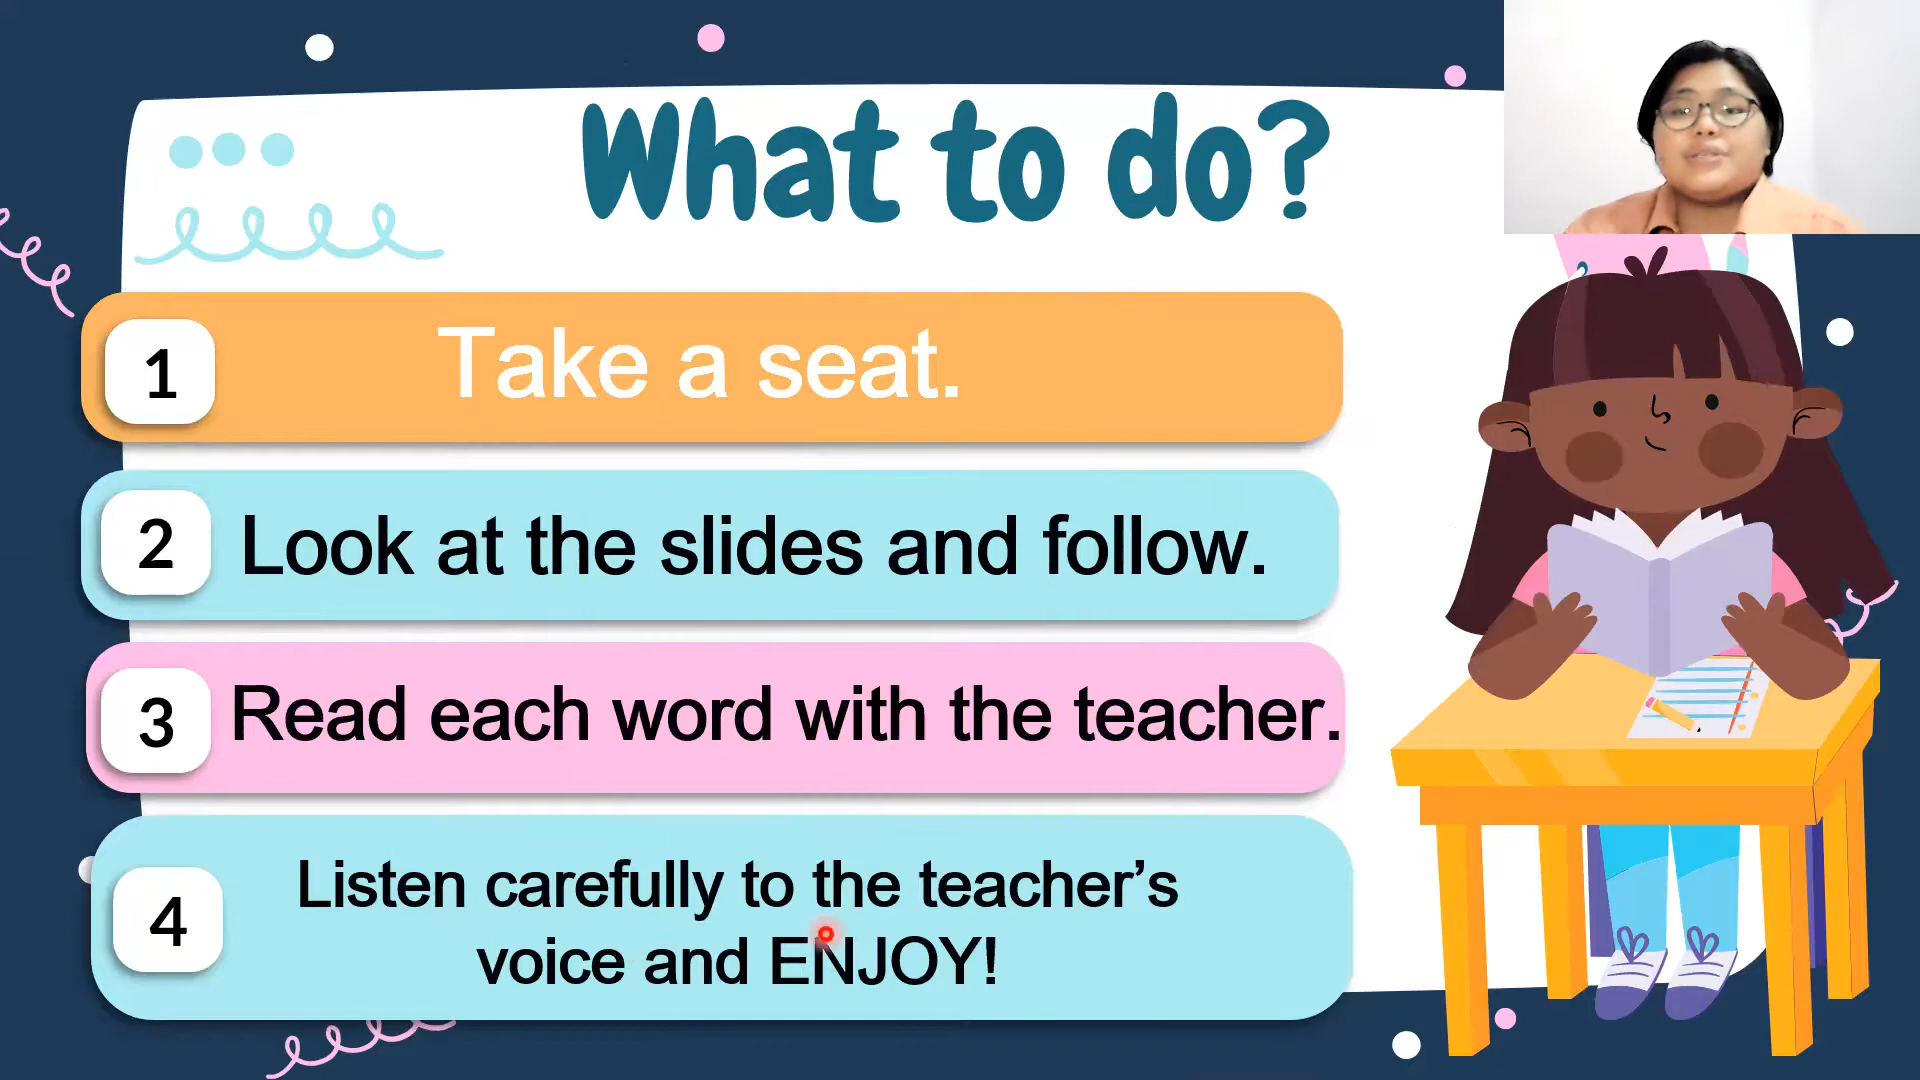 What to do?
1
Take a seat.
2
Look at the slides and follow.
3
Read each word with the teacher.
4
Listen carefully to the teacher’s
voice and ENJOY!